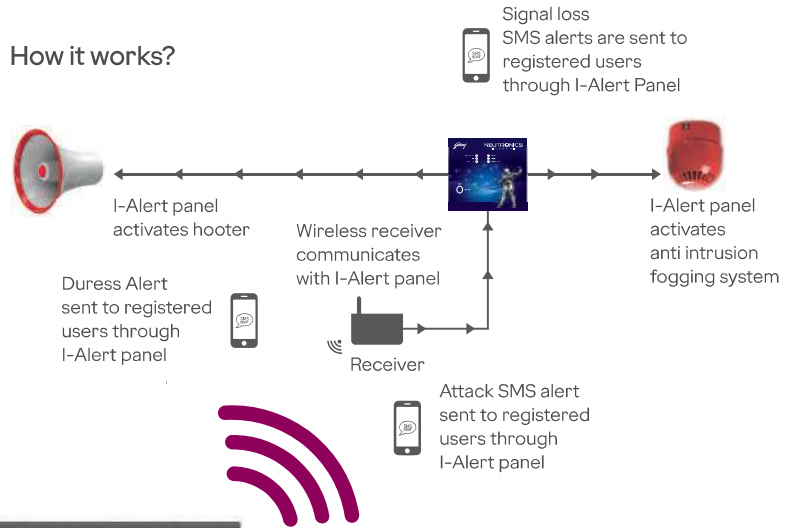 How it works?
Signal loss
SMS alerts are sent to
registered users
through I-Alert Panel
NEUTRONICS
I-Alert panel
activates hooter
Wireless receiver
communicates
with I-Alert panel
I-Alert panel
activates
anti intrusion
fogging system
Duress Alert
sent to registered
users through
I-Alert panel
Receiver
Attack SMS alert
sent to registered
users through
I-Alert panel